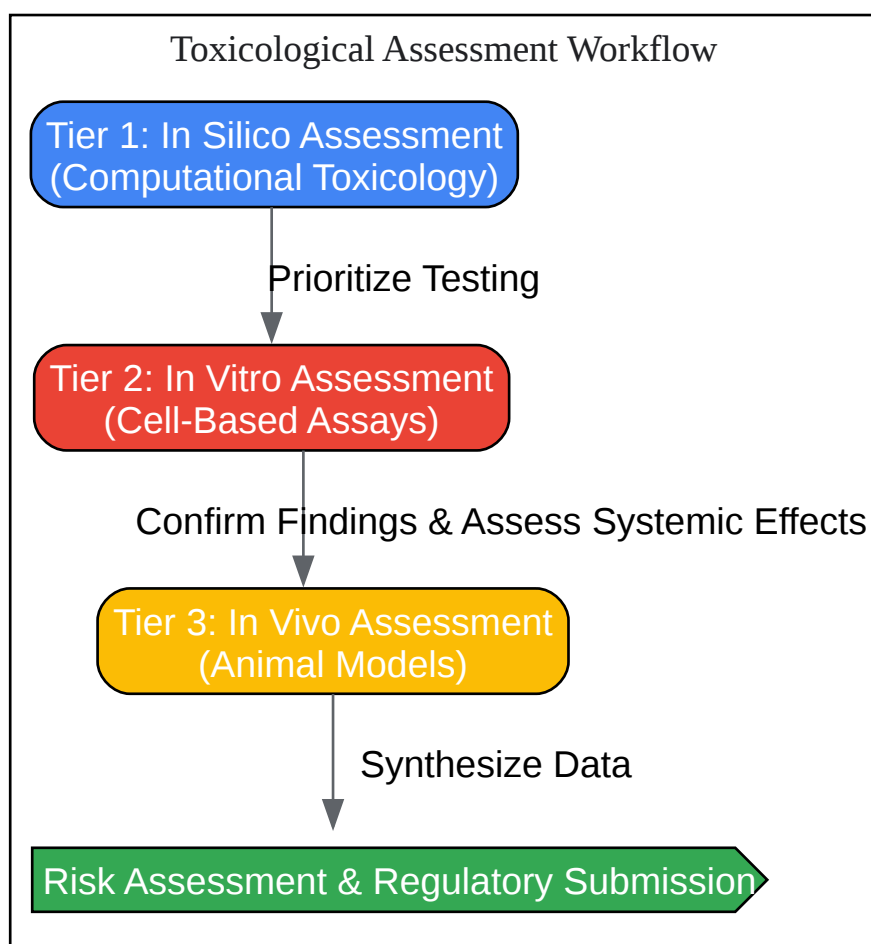 Toxicological Assessment Workflow
Tier 1: In Silico Assessment
(Computational Toxicology)
Prioritize Testing
Tier 2: In Vitro Assessment
(Cell-Based Assays)
Confirm Findings & Assess Systemic Effects
Tier 3: In Vivo Assessment
(Animal Models)
Synthesize Data
Risk Assessment & Regulatory Submission